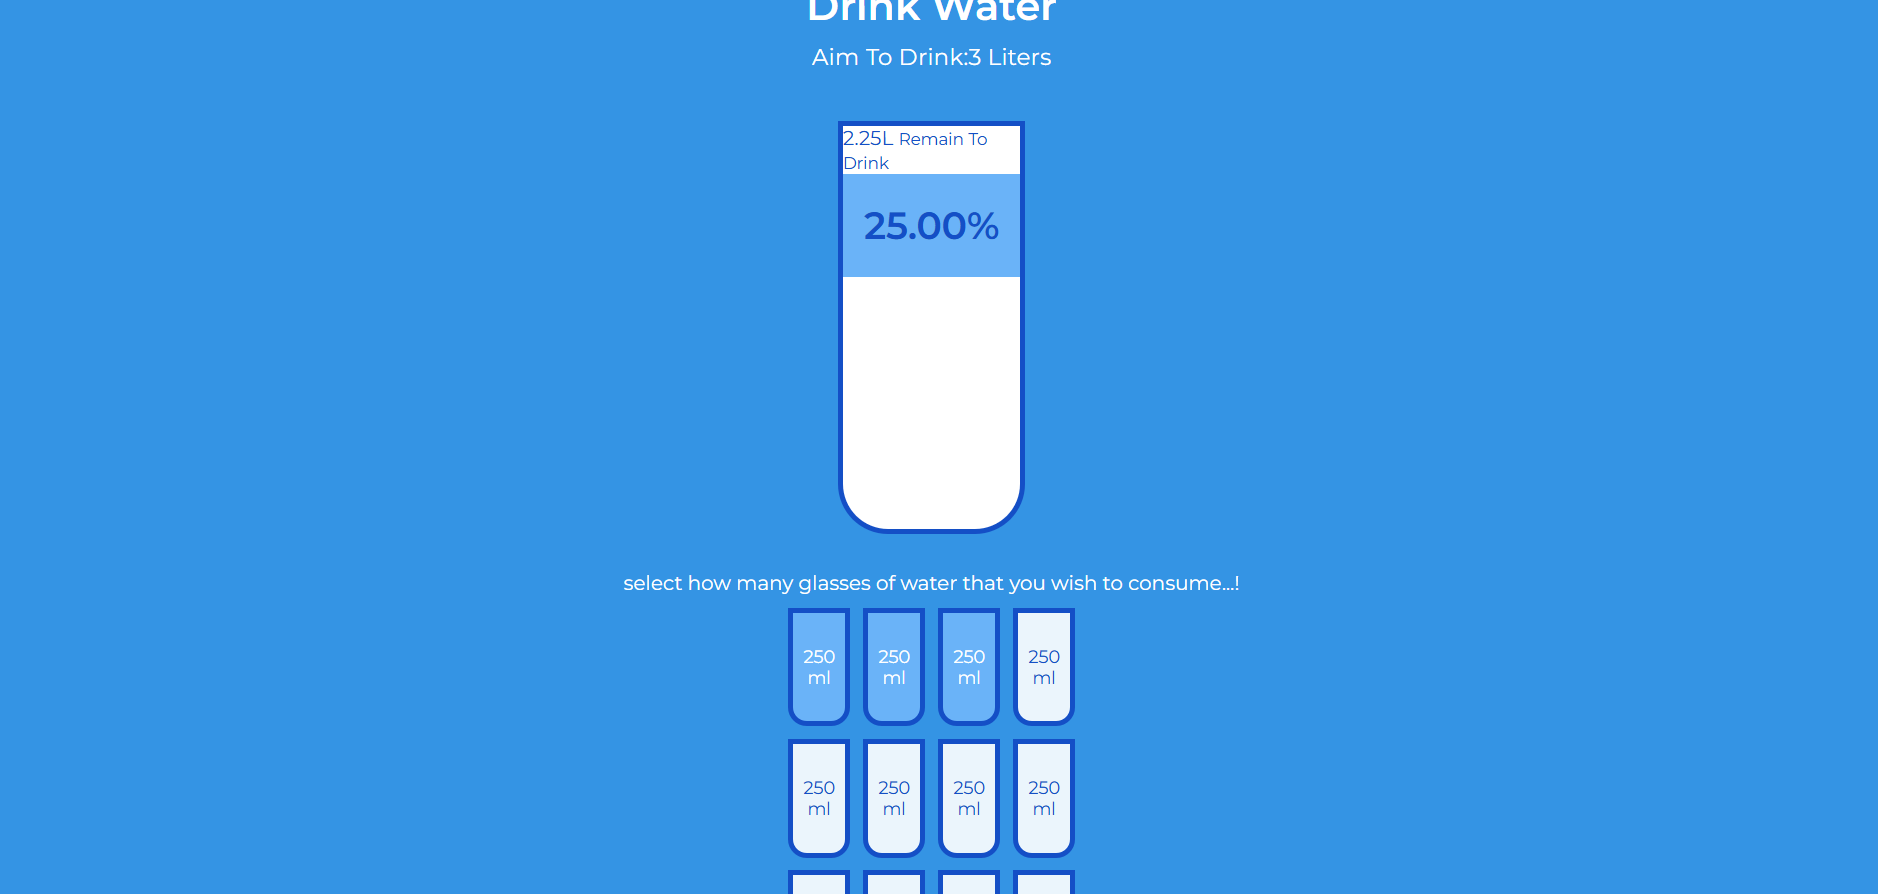 Drink Water
Aim To Drink:3 Liters
2.25L Remain To
Drink
25.00%
select how many glasses of water that you wish to consume...!
250 250 250 250
ml ml ml ml
250 250 250 250
ml ml ml ml